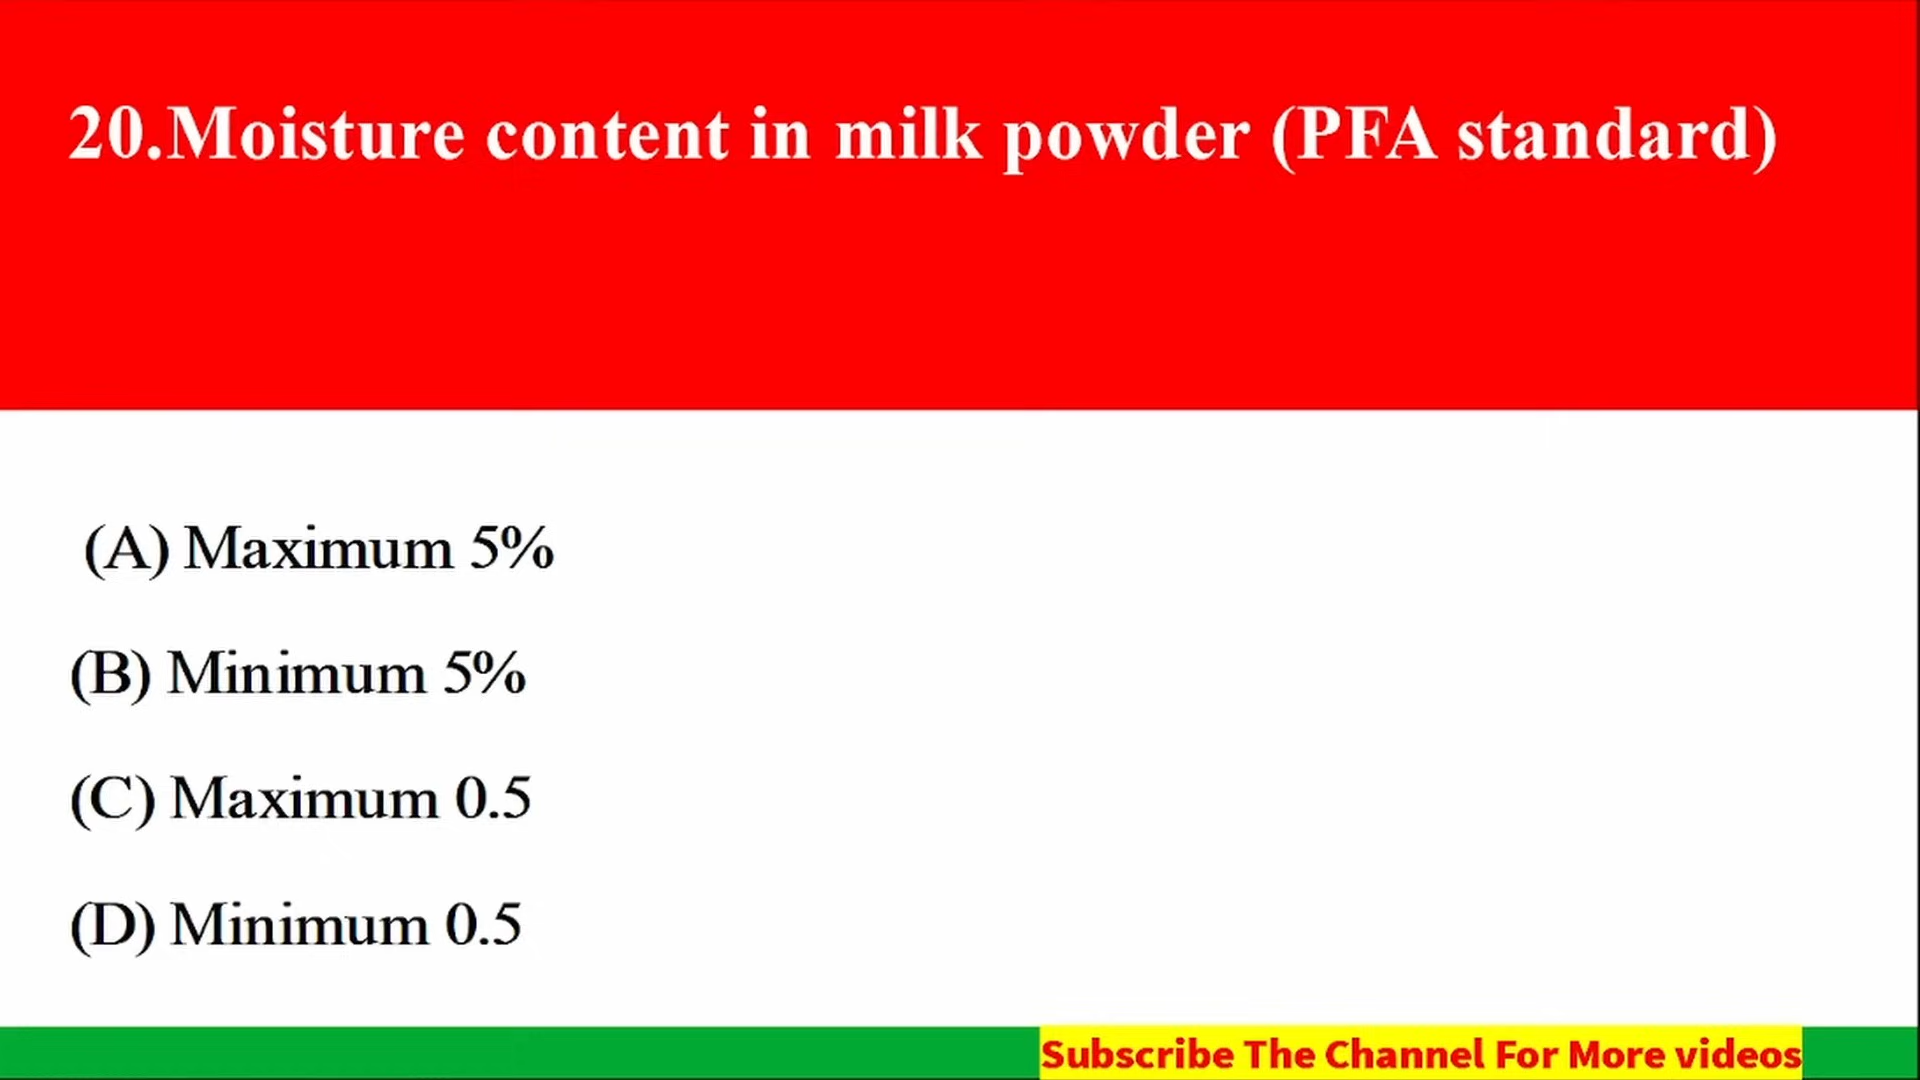 20.Moisture content in milk powder (PFA standard)
(A) Maximum 5%
(B) Minimum 5%
(C) Maximum 0.5
(D) Minimum 0.5
Subscribe The Channel For More videos